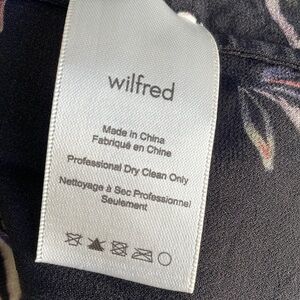 wilfred
Made in China
Fabriqué en Chine
Professional Dry Clean Only
Nettoyage à Sec Professionnel
Seulement